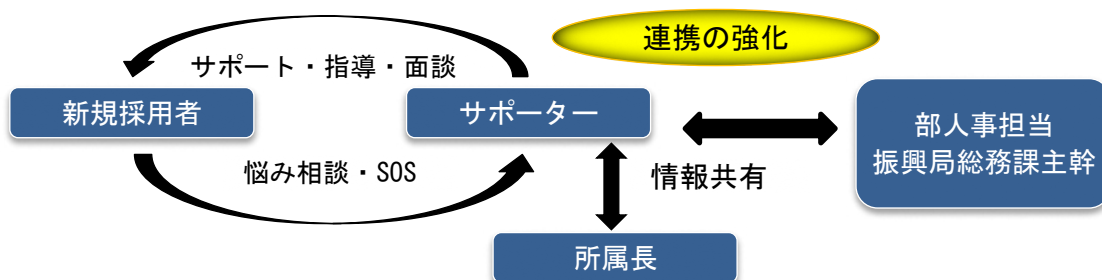 連携の強化
サポート・指導・面談
新規採用者
サポーター
部人事担当
振興局総務課主幹
悩み相談・SOS
情報共有
所属長